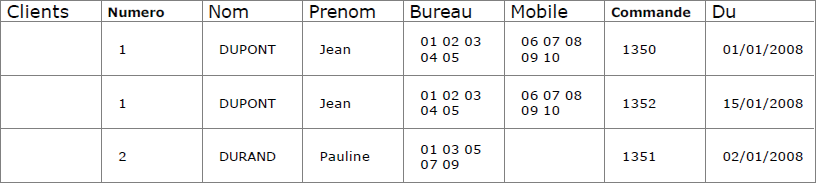 Clients Numero Nom Prenom Bureau Mobile Commande Du
1 DUPONT Jean 01 02 03 04 05 06 07 08 09 10 1350 01/01/2008
1 DUPONT Jean 01 02 03 04 05 06 07 08 09 10 1352 15/01/2008
2 DURAND Pauline 01 03 05 07 09 1351 02/01/2008